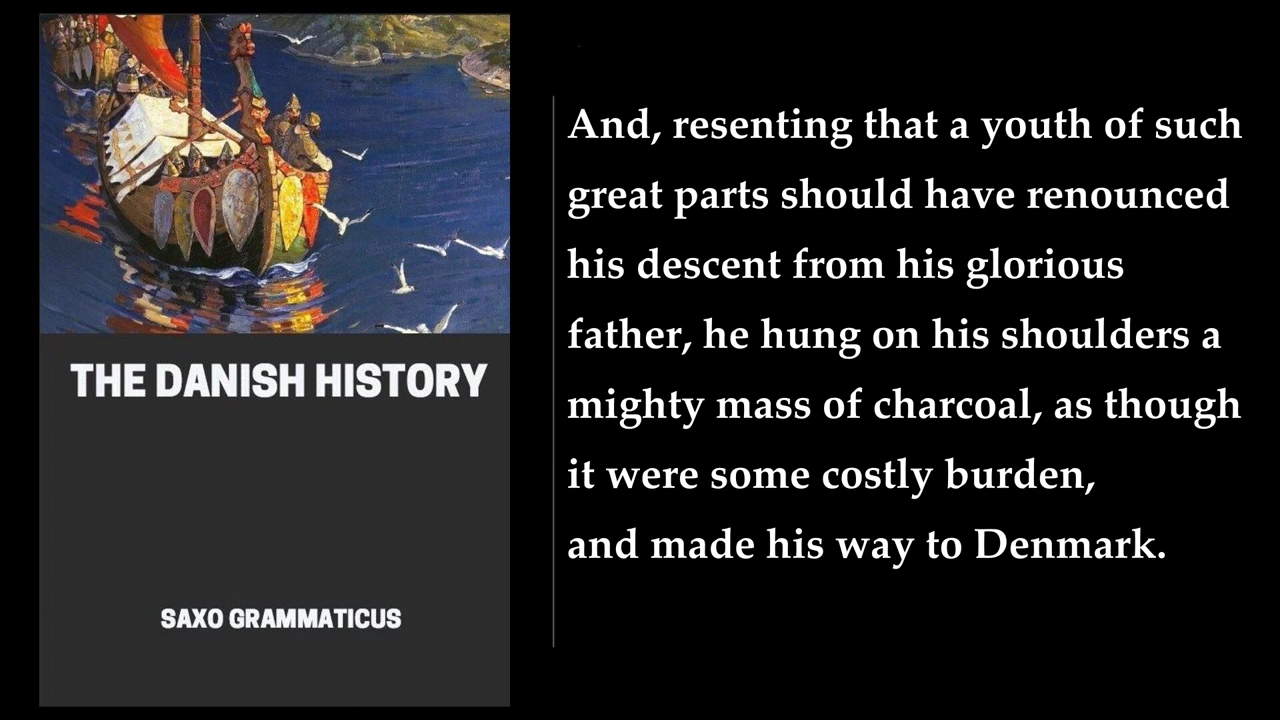 THE DANISH HISTORY
SAXO GRAMMATICUS
And, resenting that a youth of such
great parts should have renounced
his descent from his glorious
father, he hung on his shoulders a
mighty mass of charcoal, as though
it were some costly burden,
and made his way to Denmark.